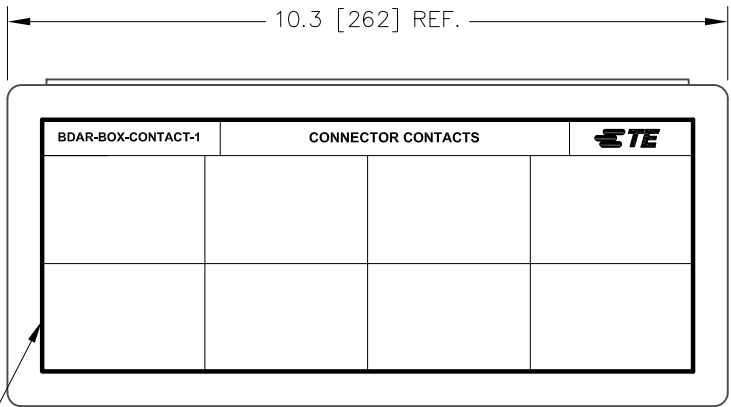 10.3 [262] REF.
BDAR-BOX-CONTACT-1 CONNECTOR CONTACTS TE